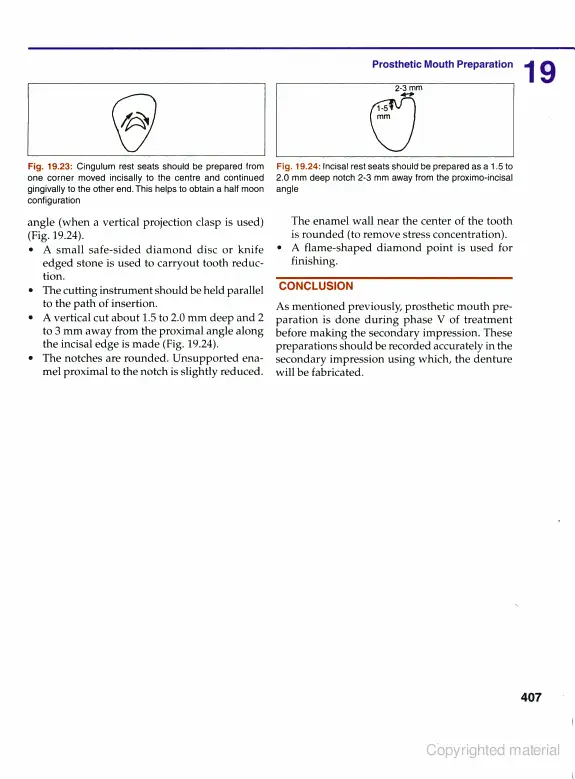 Prosthetic Mouth Preparation
19
2-3 mm
1-5
mm
Fig. 19.23: Cingulum rest seats should be prepared from
one corner moved incisally to the centre and continued
gingivally to the other end. This helps to obtain a half moon
configuration
Fig. 19.24: Incisal rest seats should be prepared as a 1.5 to
2.0 mm deep notch 2-3 mm away from the proximo-incisal
angle
angle (when a vertical projection clasp is used)
(Fig. 19.24).
• A small safe-sided diamond disc or knife
edged stone is used to carryout tooth reduc-
tion.
• The cutting instrument should be held parallel
to the path of insertion.
• A vertical cut about 1.5 to 2.0 mm deep and 2
to 3 mm away from the proximal angle along
the incisal edge is made (Fig. 19.24).
• The notches are rounded. Unsupported ena-
mel proximal to the notch is slightly reduced.
The enamel wall near the center of the tooth
is rounded (to remove stress concentration).
• A flame-shaped diamond point is used for
finishing.
CONCLUSION
As mentioned previously, prosthetic mouth pre-
paration is done during phase V of treatment
before making the secondary impression. These
preparations should be recorded accurately in the
secondary impression using which, the denture
will be fabricated.
407
Copyrighted material